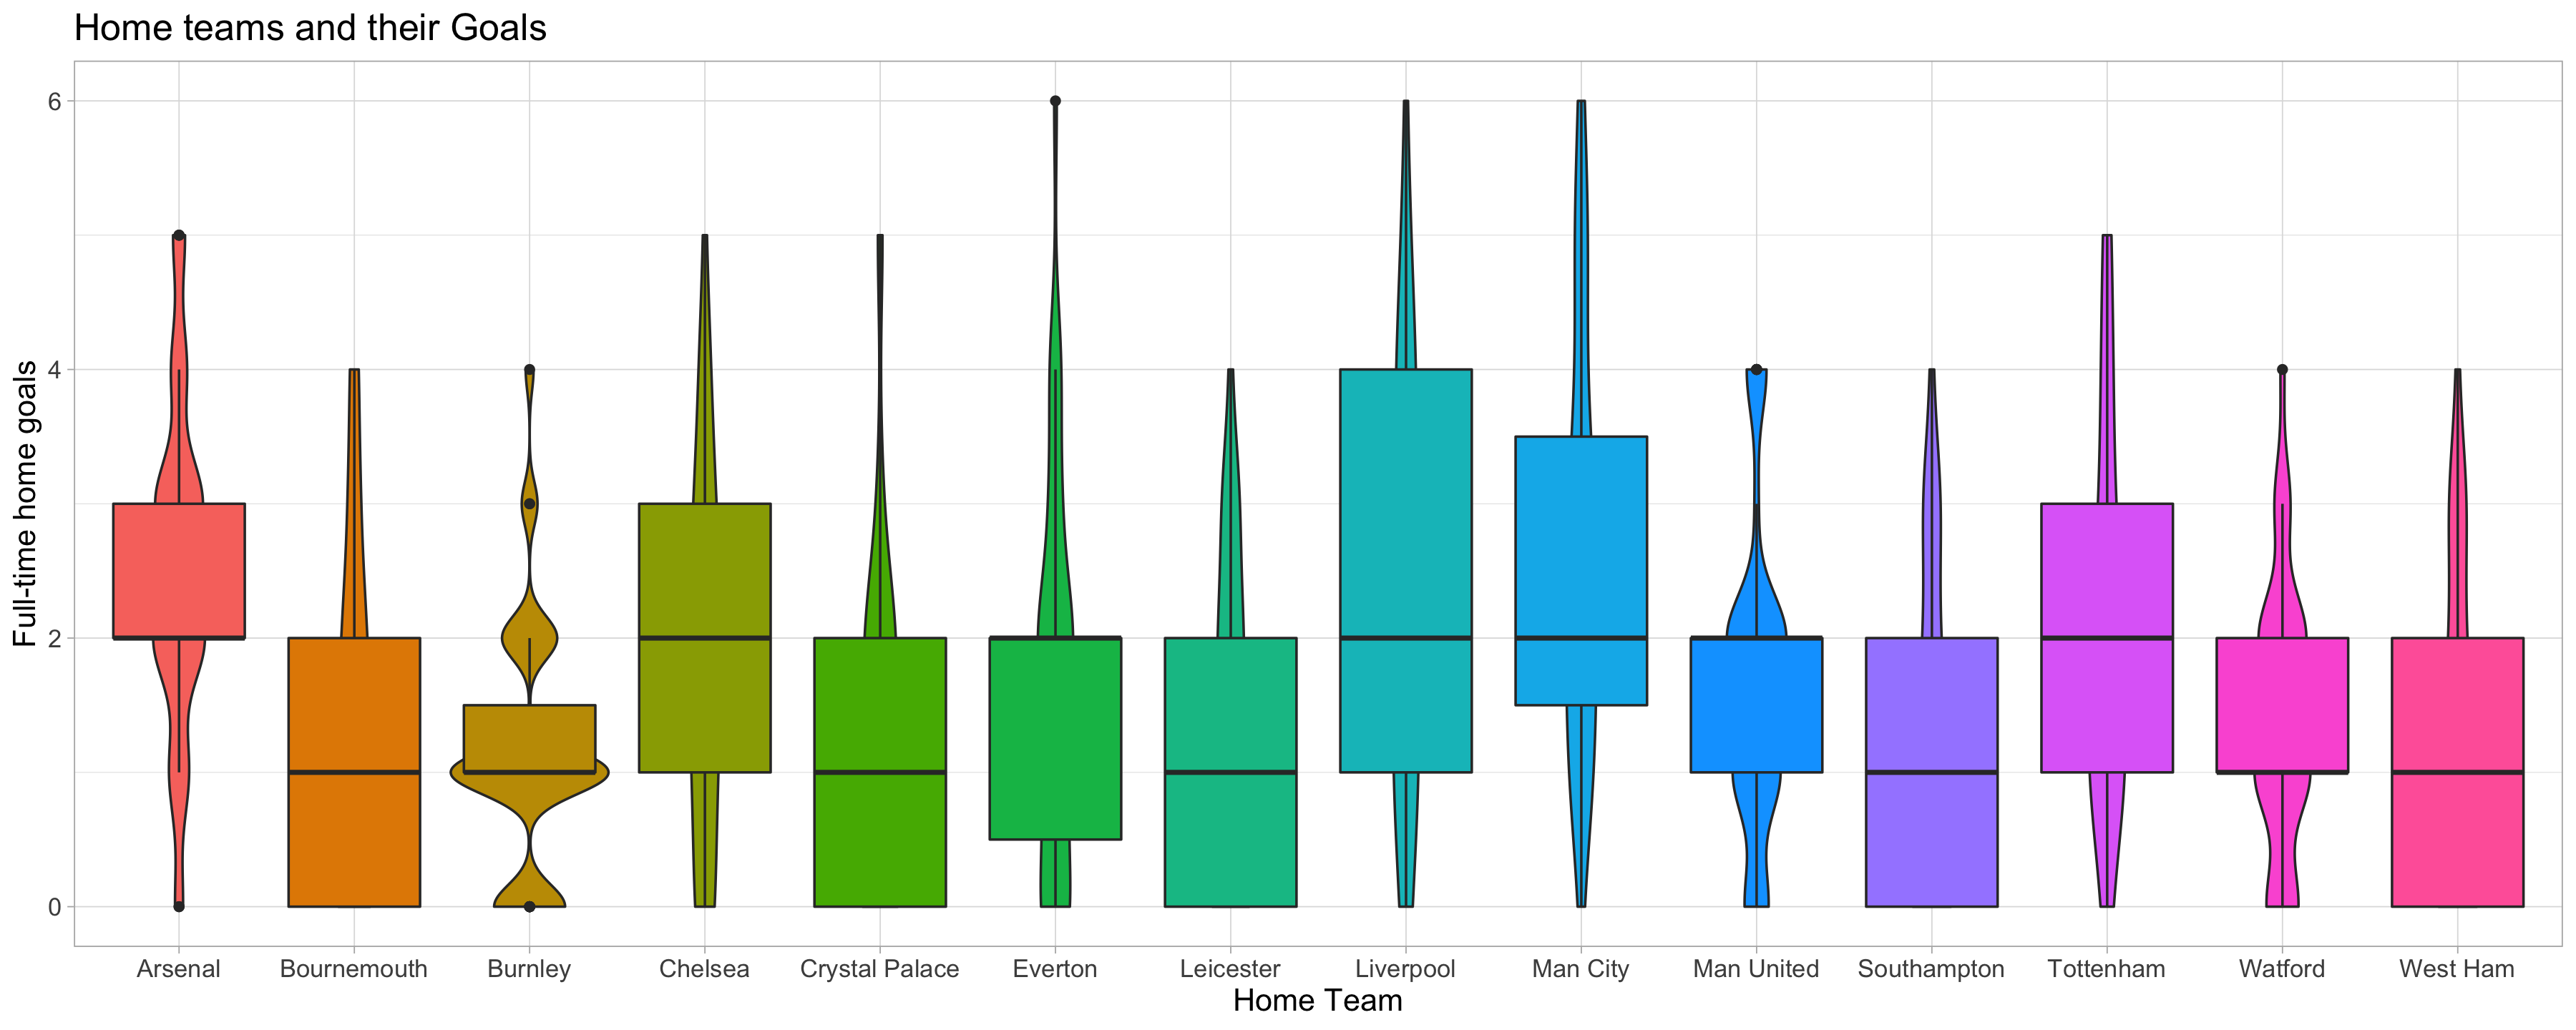 Home teams and their Goals
Full-time home goals
6
4
2
0
Arsenal Bournemouth Burnley Chelsea Crystal Palace Everton Leicester Liverpool Man City Man United Southampton Tottenham Watford West Ham
Home Team